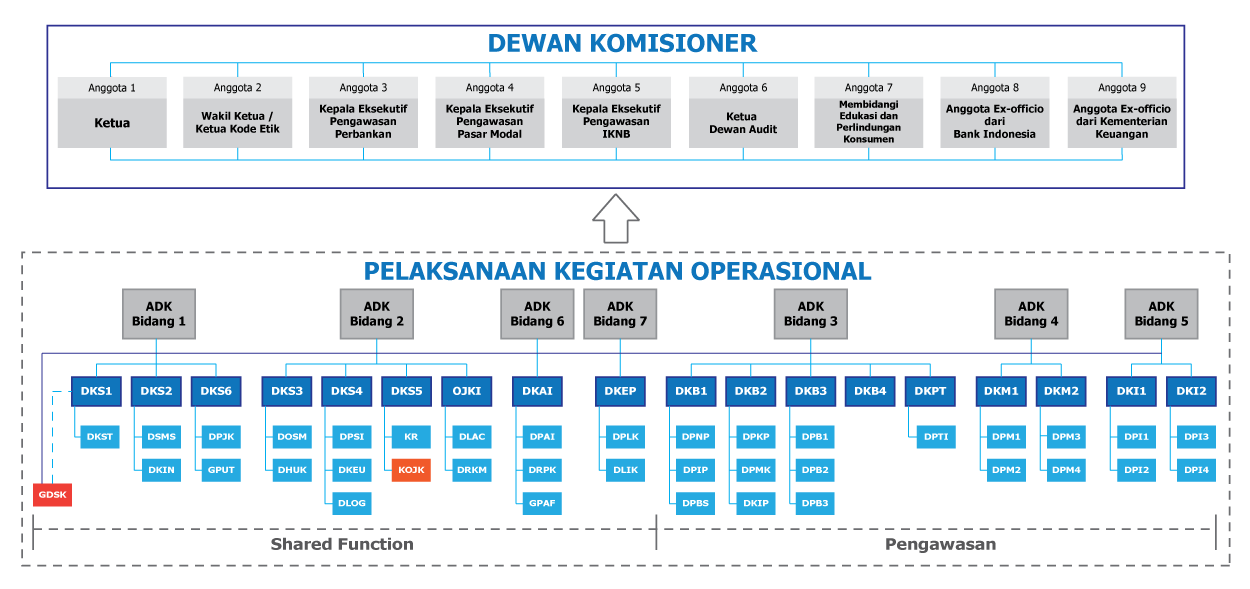 DEWAN KOMISIONER
Anggota 1
Ketua
Anggota 2
Wakil Ketua /
Ketua Kode Etik
Anggota 3
Kepala Eksekutif
Pengawasan
Perbankan
Anggota 4
Kepala Eksekutif
Pengawasan
Pasar Modal
Anggota 5
Kepala Eksekutif
Pengawasan
IKNB
Anggota 6
Ketua
Dewan Audit
Anggota 7
Membidangi
Edukasi dan
Perlindungan
Konsumen
Anggota 8
Anggota Ex-officio
dari
Bank Indonesia
Anggota 9
Anggota Ex-officio
dari Kementerian
Keuangan
PELAKSANAAN KEGIATAN OPERASIONAL
ADK
Bidang 1
ADK
Bidang 2
ADK
Bidang 6
ADK
Bidang 7
ADK
Bidang 3
ADK
Bidang 4
ADK
Bidang 5
DKS1
DKS2
DKS6
DKS3
DKS4
DKS5
OJKI
DKAI
DKEP
DKB1
DKB2
DKB3
DKB4
DKPT
DKM1
DKM2
DKI1
DKI2
DKST
DSMS
DPJK
DOSM
DPSI
KR
DLAC
DPAI
DPLK
DPNP
DPKP
DPB1
DPTI
DPM1
DPM3
DPI1
DPI3
DKIN
GPUT
DHUK
DKEU
KOJK
DRKM
DRPK
DLIK
DPIP
DPMK
DPB2
DPM2
DPM4
DPI2
DPI4
GDSK
DLOG
GPAF
DPBS
DKIP
DPB3
Shared Function
Pengawasan